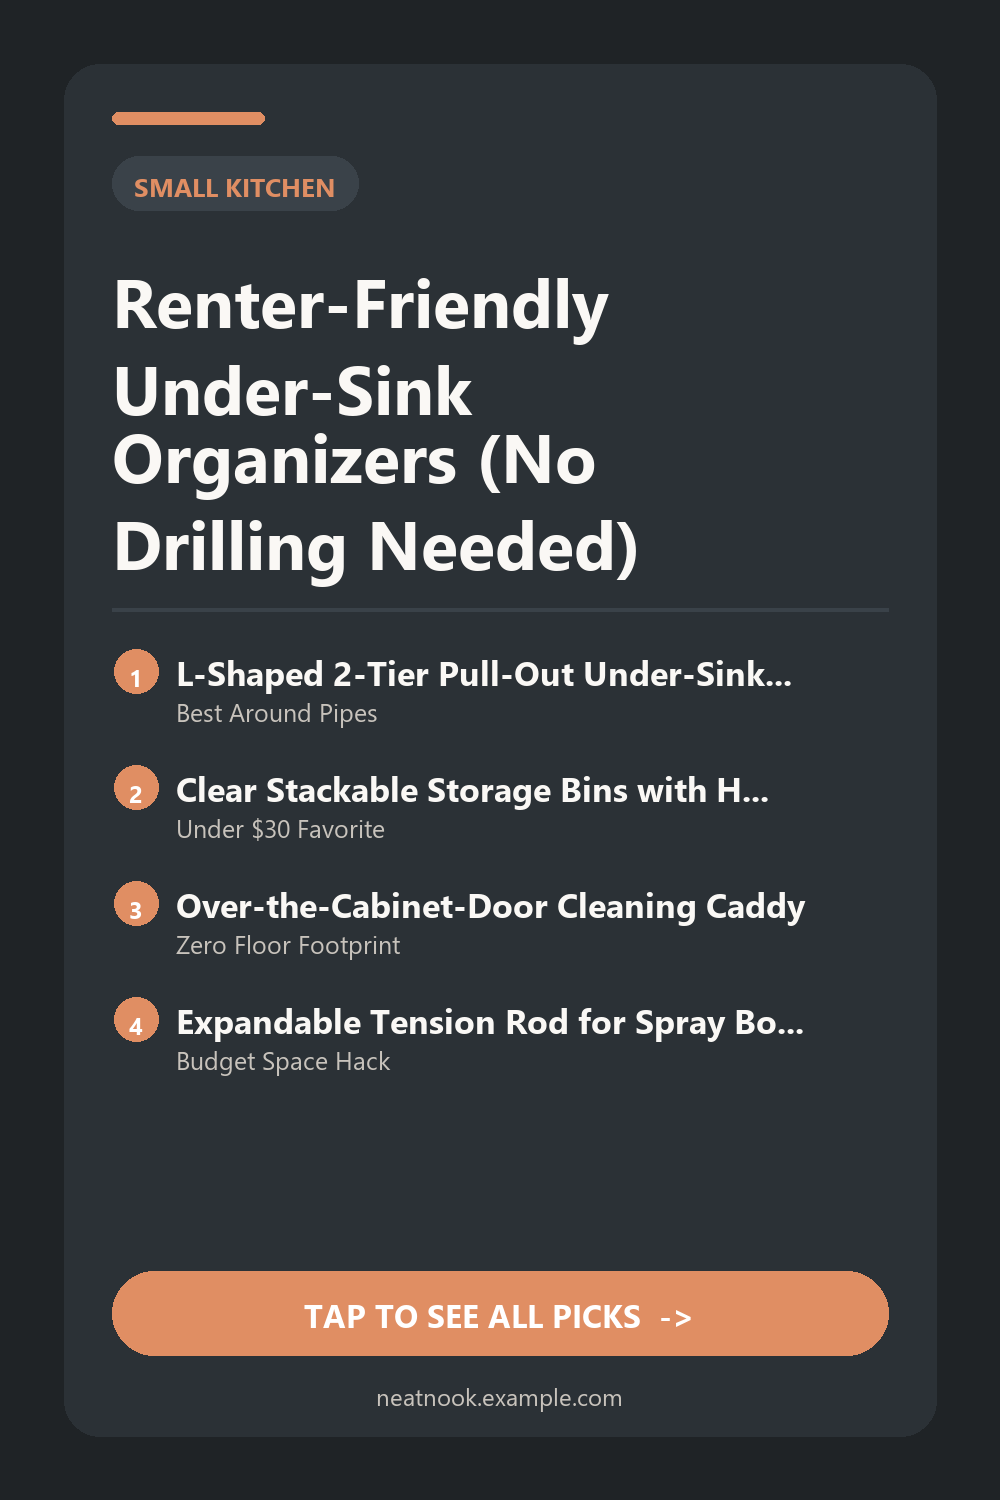 SMALL KITCHEN
Renter-Friendly
Under-Sink
Organizers (No
Drilling Needed)
1 L-Shaped 2-Tier Pull-Out Under-Sink...
Best Around Pipes
2 Clear Stackable Storage Bins with H...
Under $30 Favorite
3 Over-the-Cabinet-Door Cleaning Caddy
Zero Floor Footprint
4 Expandable Tension Rod for Spray Bo...
Budget Space Hack
TAP TO SEE ALL PICKS ->
neatnook.example.com